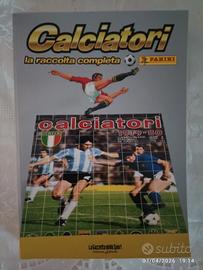 Calciatori
la raccolta completa
PANINI
calciatori
1979-80
La Gazzetta dello Sport
subito
07/04/2026 19:14